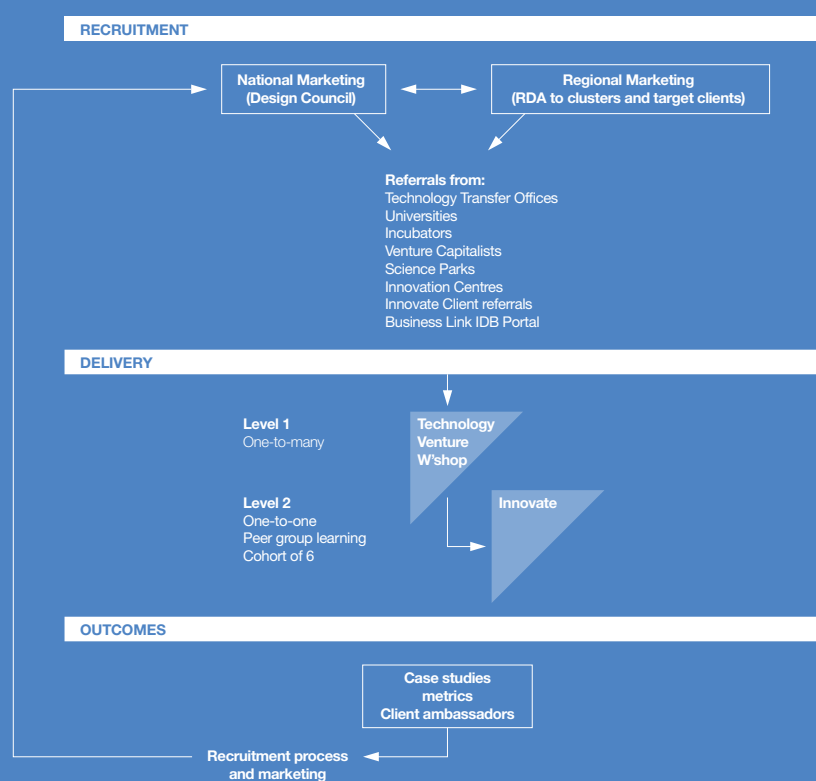 RECRUITMENT
National Marketing
(Design Council)
Regional Marketing
(RDA to clusters and target clients)
Referrals from:
Technology Transfer Offices
Universities
Incubators
Venture Capitalists
Science Parks
Innovation Centres
Innovate Client referrals
Business Link IDB Portal
DELIVERY
Level 1
One-to-many
Technology
Venture
W'shop
Level 2
One-to-one
Peer group learning
Cohort of 6
Innovate
OUTCOMES
Case studies
metrics
Client ambassadors
Recruitment process
and marketing